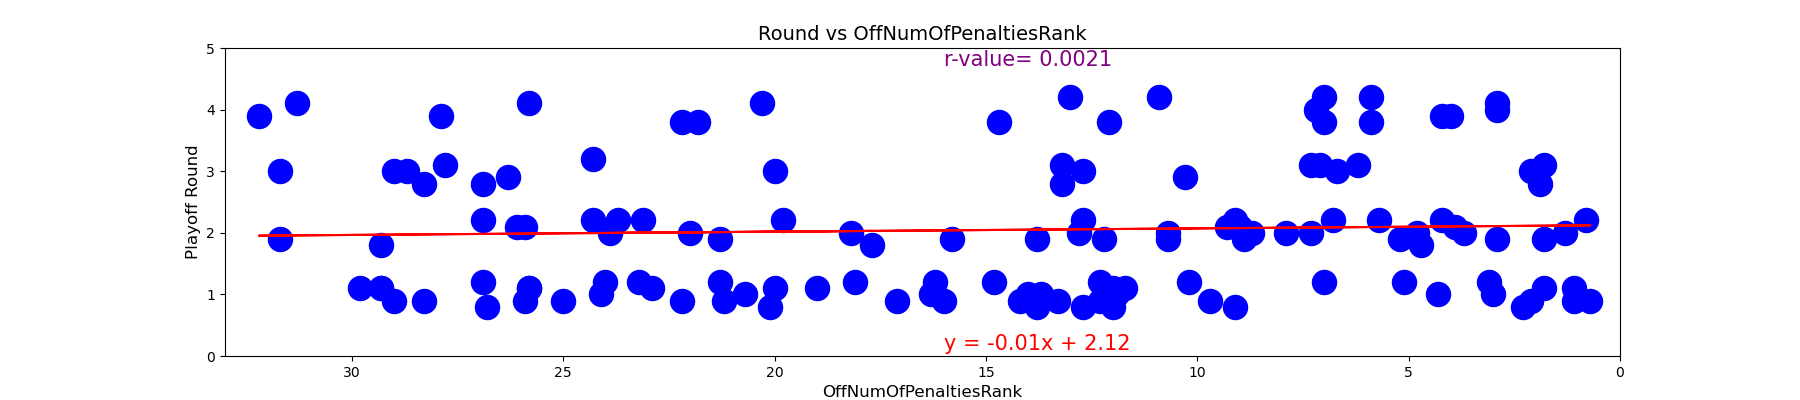 Round vs OffNumOfPenaltiesRank
r-value= 0.0021
5
4
3
2
1
0
Playoff Round
y = -0.01x + 2.12
30 25 20 15 10 5 0
OffNumOfPenaltiesRank